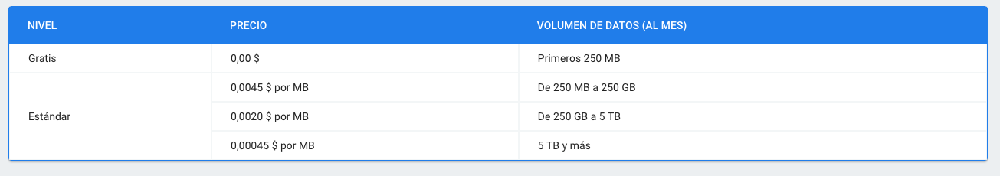 NIVEL PRECIO VOLUMEN DE DATOS (AL MES)
Gratis 0,00 $ Primeros 250 MB
0,0045 $ por MB De 250 MB a 250 GB
Estándar 0,0020 $ por MB De 250 GB a 5 TB
0,00045 $ por MB 5 TB y más